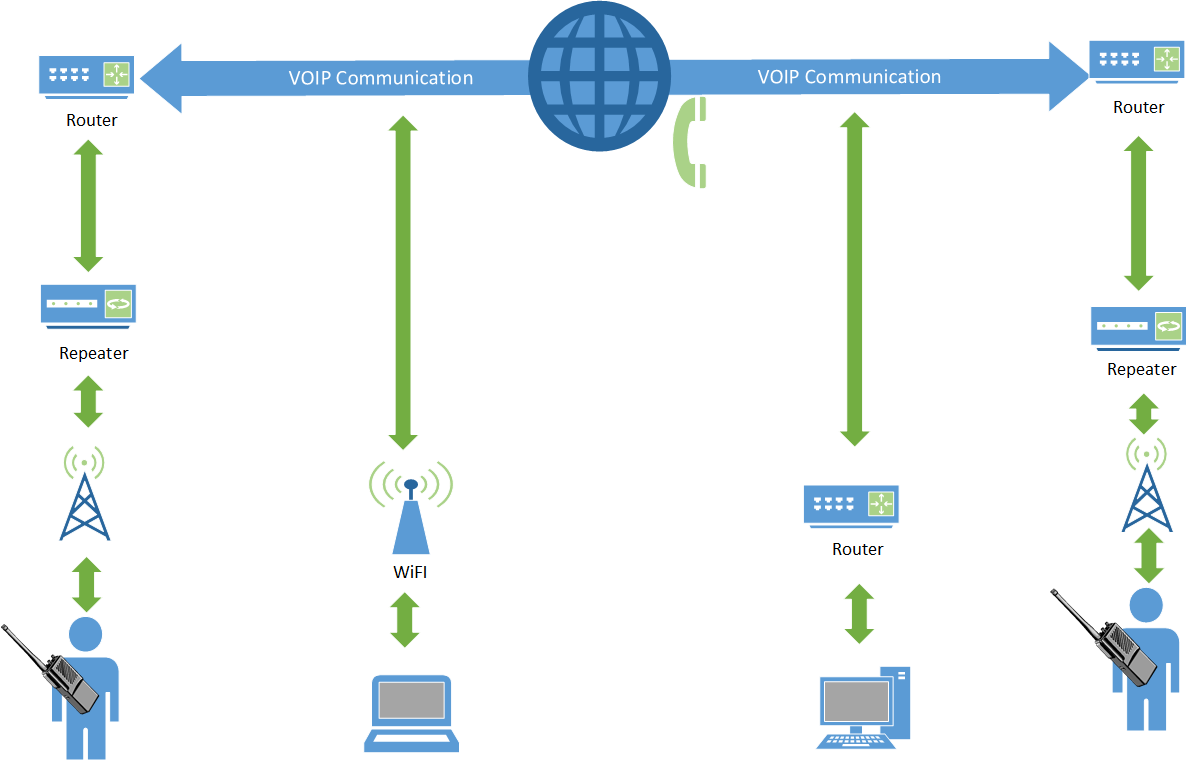 VOIP Communication
VOIP Communication
Router
Router
Repeater
Repeater
Router
WiFI